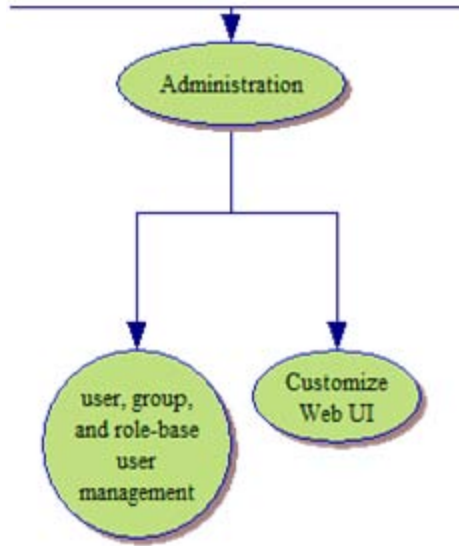 Administration
user, group,
and role-base
user
management
Customize
Web UI